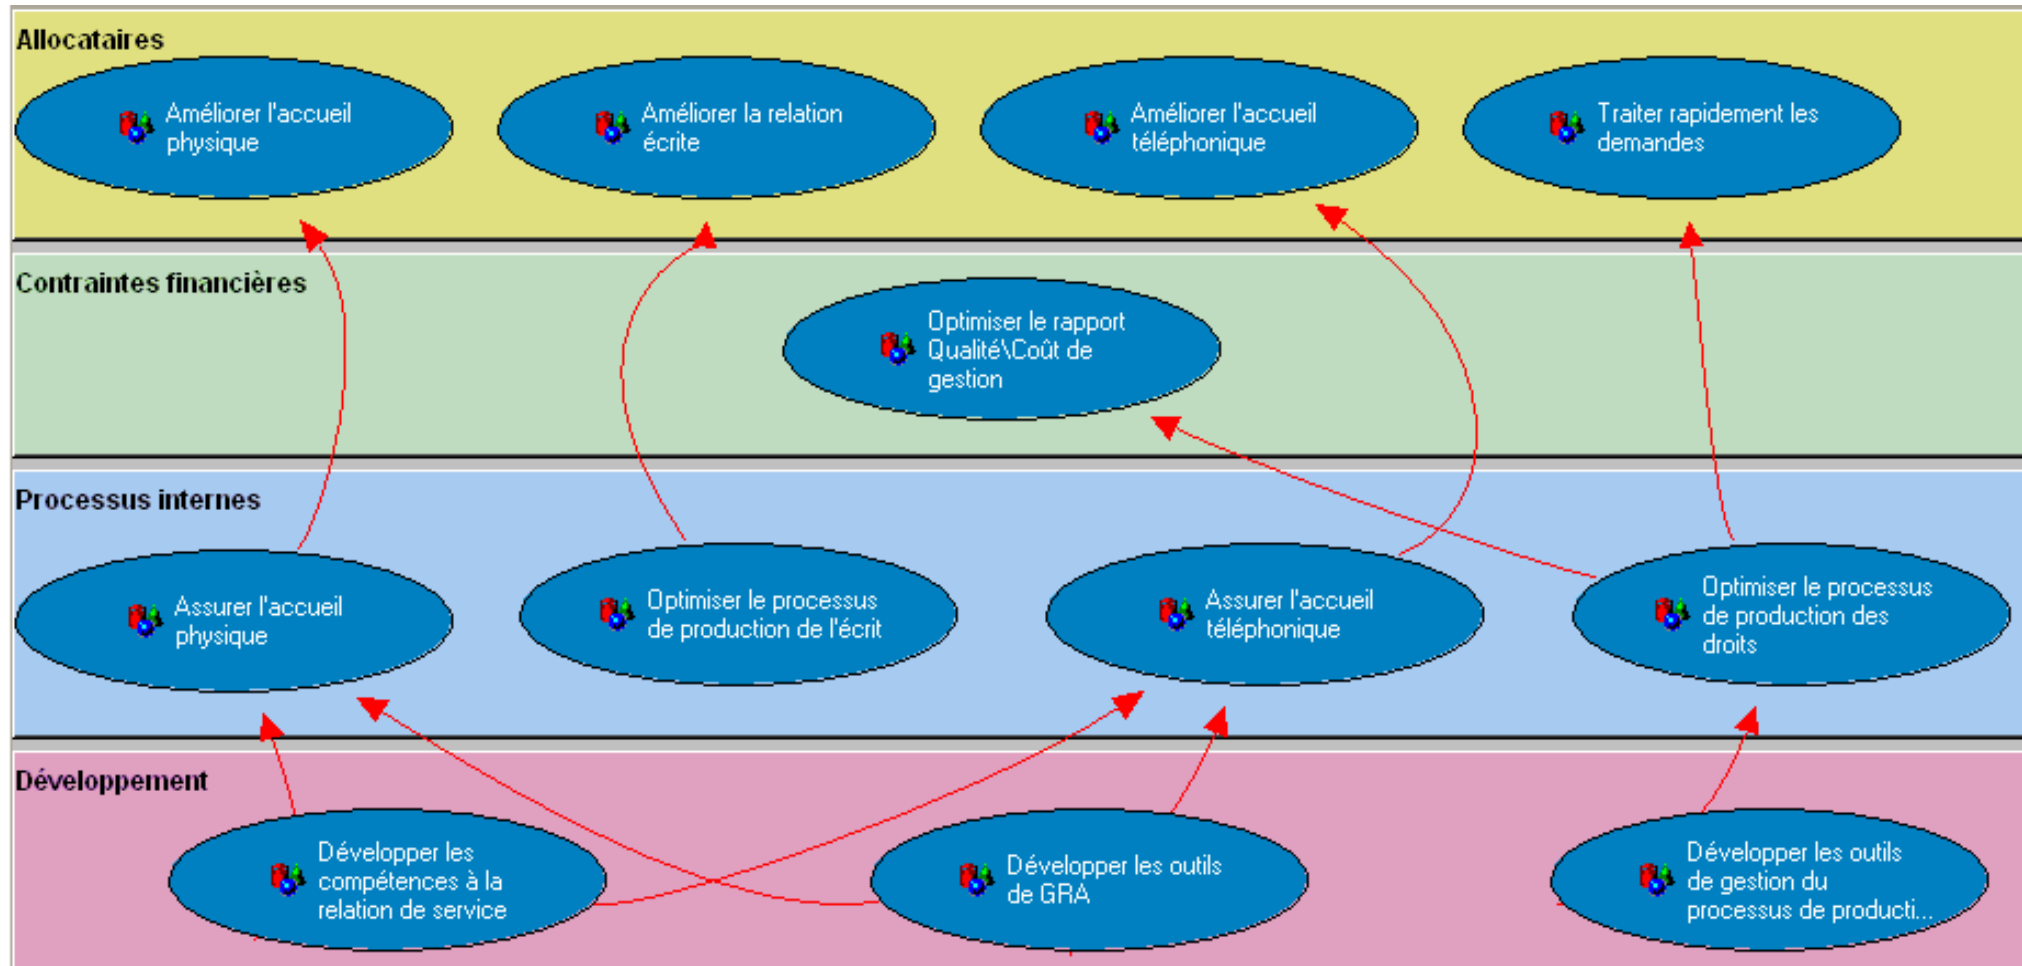 Allocataires
Améliorer l'accueil
physique
Améliorer la relation
écrite
Améliorer l'accueil
téléphonique
Traiter rapidement les
demandes
Contraintes financières
Optimiser le rapport
Qualité\Coût de
gestion
Processus internes
Assurer l'accueil
physique
Optimiser le processus
de production de l'écrit
Assurer l'accueil
téléphonique
Optimiser le processus
de production des
droits
Développement
Développer les
compétences à la
relation de service
Développer les outils
de GRA
Développer les outils
de gestion du
processus de producti...